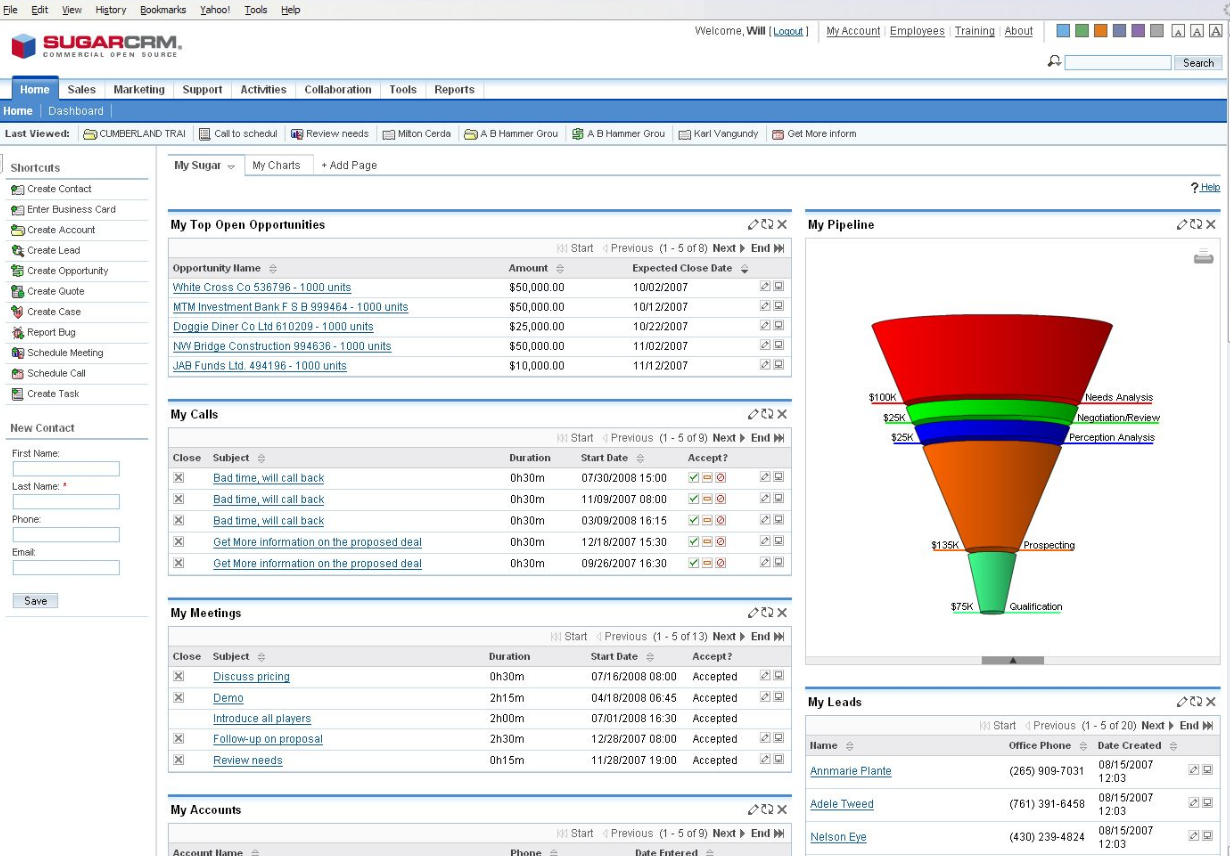 File Edit View History Bookmarks Yahoo! Tools Help
Welcome, Will [ Logout ] My Account | Employees | Training | About A A A
SUGARCRM.
COMMERCIAL OPEN SOURCE
Search
Home Sales Marketing Support Activities Collaboration Tools Reports
Home | Dashboard
Last Viewed: CUMBERLAND TRAI Call to schedul Review needs Milton Cerda A B Hammer Grou A B Hammer Grou Karl Vangundy Get More inform
Shortcuts
Create Contact
Enter Business Card
Create Account
Create Lead
Create Opportunity
Create Quote
Create Case
Report Bug
Schedule Meeting
Schedule Call
Create Task
New Contact
First Name:
Last Name: *
Phone:
Email:
Save
My Sugar My Charts + Add Page
? Help
My Top Open Opportunities
Start Previous (1 - 5 of 8) Next End
Opportunity Name Amount Expected Close Date
White Cross Co 536796 - 1000 units $50,000.00 10/02/2007
MTM Investment Bank F S B 999464 - 1000 units $50,000.00 10/12/2007
Doggie Diner Co Ltd 610209 - 1000 units $25,000.00 10/22/2007
NW Bridge Construction 994636 - 1000 units $50,000.00 11/02/2007
JAB Funds Ltd. 494196 - 1000 units $10,000.00 11/12/2007
My Calls
Start Previous (1 - 5 of 9) Next End
Close Subject Duration Start Date Accept?
Bad time, will call back 0h30m 07/30/2008 15:00
Bad time, will call back 0h30m 11/09/2007 08:00
Bad time, will call back 0h30m 03/09/2008 16:15
Get More information on the proposed deal 0h30m 12/18/2007 15:30
Get More information on the proposed deal 0h30m 09/26/2007 16:30
My Meetings
Start Previous (1 - 5 of 13) Next End
Close Subject Duration Start Date Accept?
Discuss pricing 0h30m 07/16/2008 08:00 Accepted
Demo 2h15m 04/18/2008 06:45 Accepted
Introduce all players 2h00m 07/01/2008 16:30 Accepted
Follow-up on proposal 2h30m 12/28/2007 08:00 Accepted
Review needs 0h15m 11/28/2007 19:00 Accepted
My Accounts
Start Previous (1 - 5 of 9) Next End
Account Name Phone Date Entered
My Pipeline
$100K Needs Analysis
$25K Negotiation/Review
$25K Perception Analysis
$135K Prospecting
$75K Qualification
My Leads
Start Previous (1 - 5 of 20) Next End
Name Office Phone Date Created
Annmarie Plante (265) 909-7031 08/15/2007
12:03
Adele Tweed (761) 391-6458 08/15/2007
12:03
Nelson Eye (430) 239-4824 08/15/2007
12:03